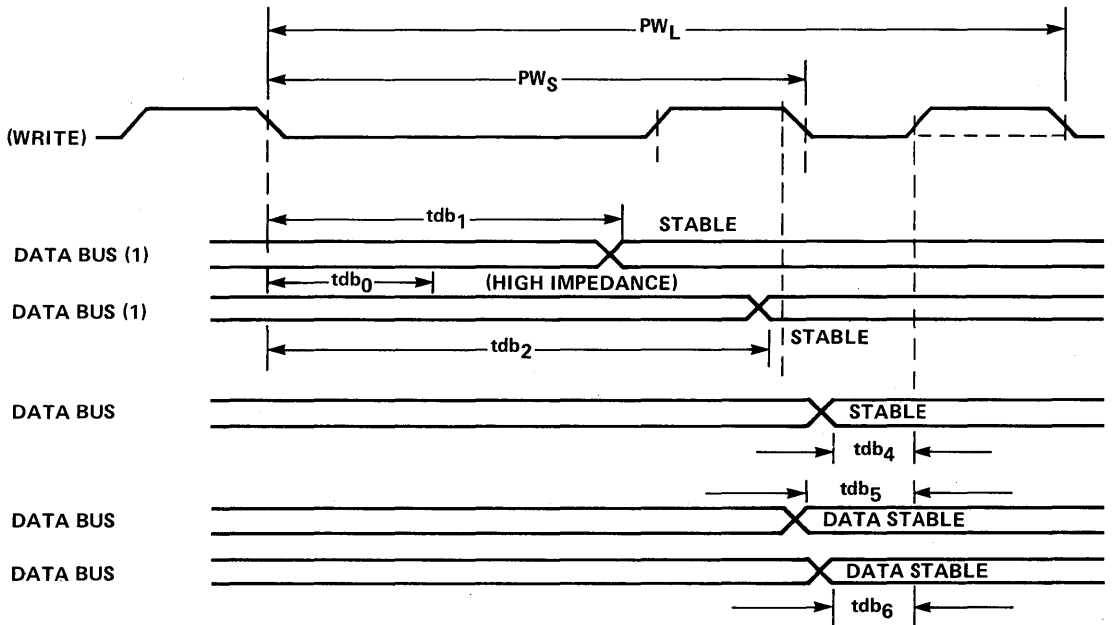 PWL
PWS
(WRITE)
tdb1
STABLE
DATA BUS (1)
tdb0
(HIGH IMPEDANCE)
DATA BUS (1)
STABLE
tdb2
DATA BUS
STABLE
tdb4
tdb5
DATA BUS
DATA STABLE
DATA BUS
DATA STABLE
tdb6